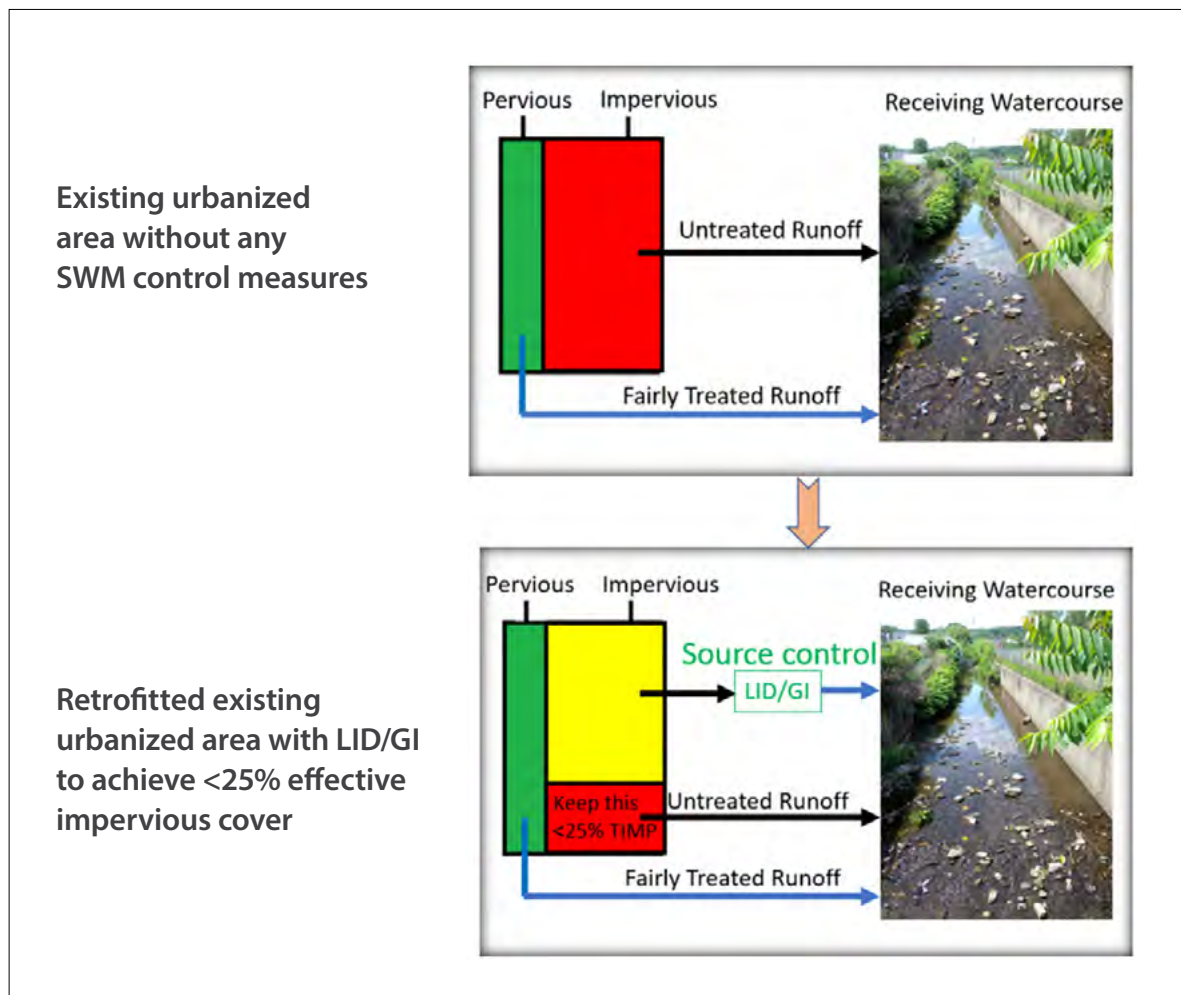 Existing urbanized
area without any
SWM control measures
Pervious Impervious
Receiving Watercourse
Untreated Runoff
Fairly Treated Runoff
Retrofitted existing
urbanized area with LID/GI
to achieve <25% effective
impervious cover
Pervious Impervious
Receiving Watercourse
Source control
LID/GI
Keep this
<25% TIMP
Untreated Runoff
Fairly Treated Runoff